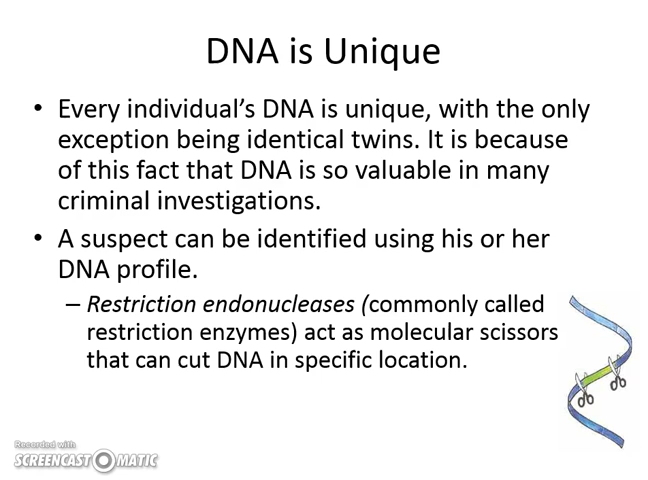 DNA is Unique
• Every individual’s DNA is unique, with the only
exception being identical twins. It is because
of this fact that DNA is so valuable in many
criminal investigations.
• A suspect can be identified using his or her
DNA profile.
– Restriction endonucleases (commonly called
restriction enzymes) act as molecular scissors
that can cut DNA in specific location.
Recorded with
SCREENCAST-O-MATIC